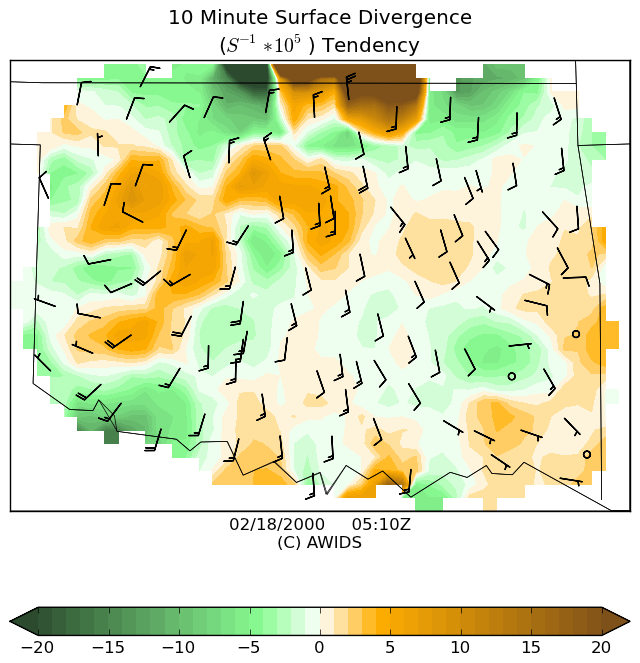 10 Minute Surface Divergence
(S⁻¹ ∗10⁵ ) Tendency
02/18/2000 05:10Z
(C) AWIDS
−20 −15 −10 −5 0 5 10 15 20